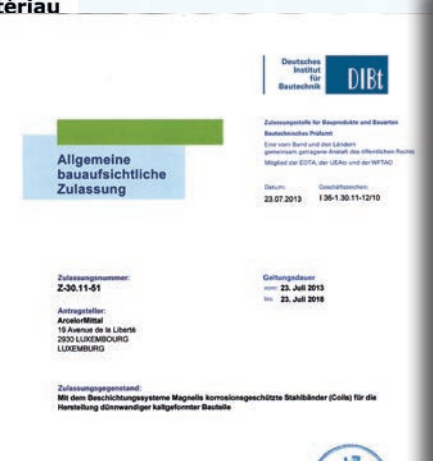 tériau
Deutsches
Institut
für
Bautechnik
DIBt
Zulassungsstelle für Bauprodukte und Bauarten
Bautechnisches Prüfamt
Eine vom Bund und den Ländern
gemeinsam getragene Anstalt des öffentlichen Rechts
Mitglied der EOTA, der UEAtc und der WFTAO
Allgemeine
bauaufsichtliche
Zulassung
Datum: Geschäftszeichen:
23.07.2013 I 36-1.30.11-12/10
Zulassungsnummer:
Z-30.11-51
Geltungsdauer
vom: 23. Juli 2013
bis: 23. Juli 2018
Antragsteller:
ArcelorMittal
19 Avenue de la Liberté
2930 LUXEMBOURG
LUXEMBURG
Zulassungsgegenstand:
Mit dem Beschichtungssysteme Magnelis korrosionsgeschützte Stahlbänder (Coils) für die
Herstellung dünnwandiger kaltgeformter Bauteile